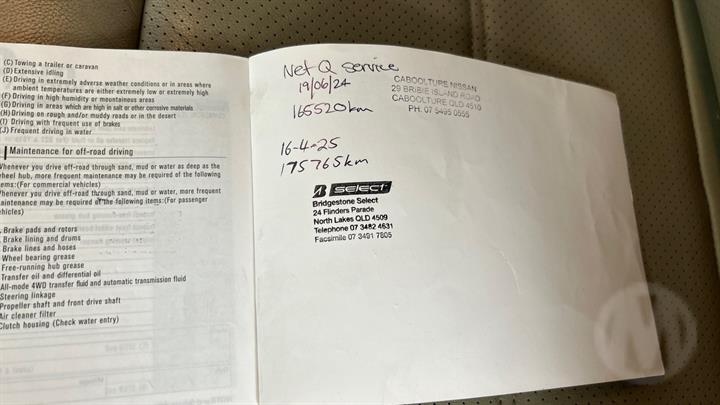 (C) Towing a trailer or caravan
(D) Extensive idling
(E) Driving in extremely adverse weather conditions or in areas where
ambient temperatures are either extremely low or extremely high
(F) Driving in high humidity or mountainous areas
(G) Driving in areas which are high in salt or other corrosive materials
(H) Driving on rough and/or muddy roads or in the desert
(I) Driving with frequent use of brakes
(J) Frequent driving in water
Maintenance for off-road driving
Whenever you drive off-road through sand, mud or water as deep as the
wheel hub, more frequent maintenance may be required of the following
ems:(For commercial vehicles)
Whenever you drive off-road through sand, mud or water, more frequent
maintenance may be required of the following items:(For passenger
ehicles)
Brake pads and rotors
Brake lining and drums
Brake lines and hoses
Wheel bearing grease
Free-running hub grease
Transfer oil and differential oil
All-mode 4WD transfer fluid and automatic transmission fluid
Steering linkage
Propeller shaft and front drive shaft
Air cleaner filter
Clutch housing (Check water entry)
Net Q service
19/06/24
165520km
CABOOLTURE NISSAN
29 BRIBIE ISLAND ROAD
CABOOLTURE QLD 4510
PH: 07 5495 0555
16-4-25
175765km
B SELECT
Bridgestone Select
24 Flinders Parade
North Lakes QLD 4509
Telephone 07 3482 4631
Facsimile 07 3491 7805